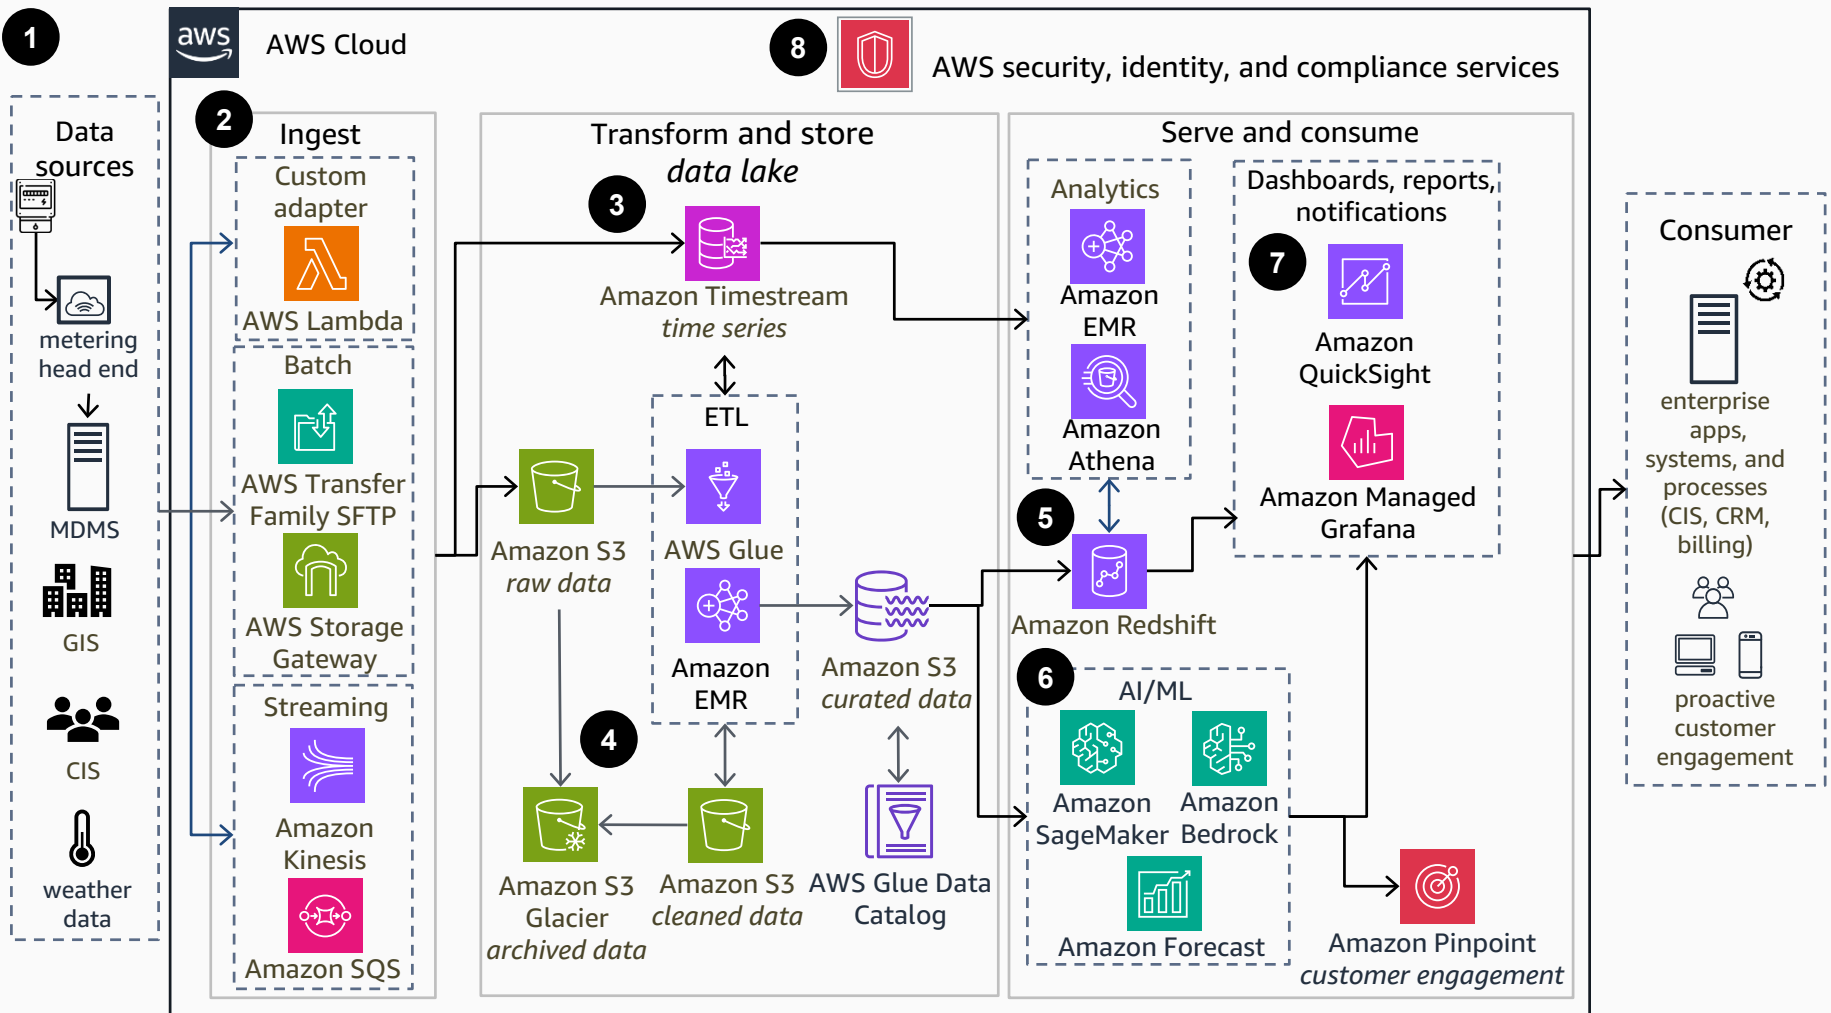 1
aws
AWS Cloud
8
AWS security, identity, and compliance services
Data
sources
metering
head end
MDMS
GIS
CIS
weather
data
2
Ingest
Custom
adapter
AWS Lambda
Batch
AWS Transfer
Family SFTP
AWS Storage
Gateway
Streaming
Amazon
Kinesis
Amazon SQS
Transform and store
data lake
3
Amazon Timestream
time series
ETL
AWS Glue
Amazon
EMR
Amazon S3
raw data
4
Amazon S3
Glacier
archived data
Amazon S3
cleaned data
Amazon S3
curated data
AWS Glue Data
Catalog
Serve and consume
Analytics
Amazon
EMR
Amazon
Athena
5
Amazon Redshift
6
AI/ML
Amazon
SageMaker
Amazon
Bedrock
Amazon Forecast
Dashboards, reports,
notifications
7
Amazon
QuickSight
Amazon Managed
Grafana
Amazon Pinpoint
customer engagement
Consumer
enterprise
apps,
systems, and
processes
(CIS, CRM,
billing)
proactive
customer
engagement